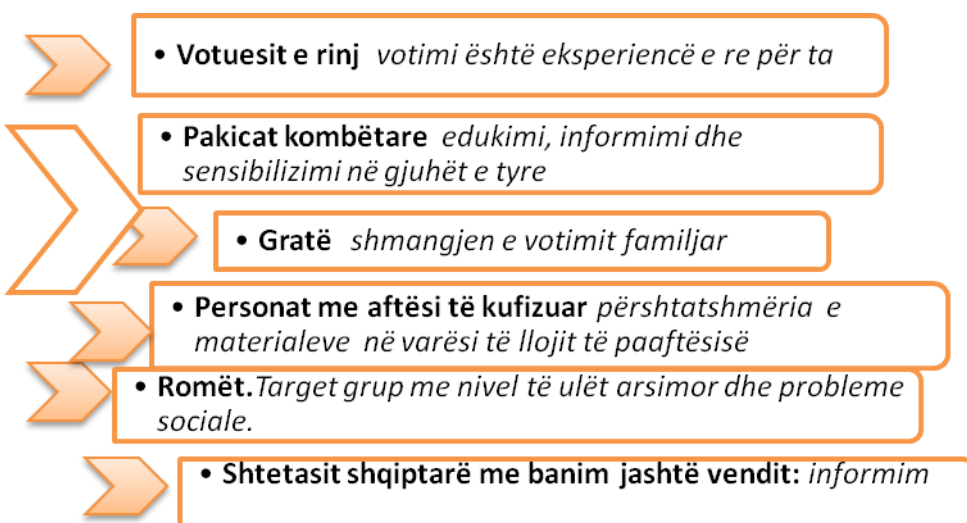 • Votuesit e rinj votimi është eksperiencë e re për ta
• Pakicat kombëtare edukimi, informimi dhe
sensibilizimi në gjuhët e tyre
• Gratë shmangjen e votimit familjar
• Personat me aftësi të kufizuar përshtatshmëria e
materialeve në varësi të llojit të paaftësisë
• Romët. Target grup me nivel të ulët arsimor dhe probleme
sociale.
• Shtetasit shqiptarë me banim jashtë vendit: informim